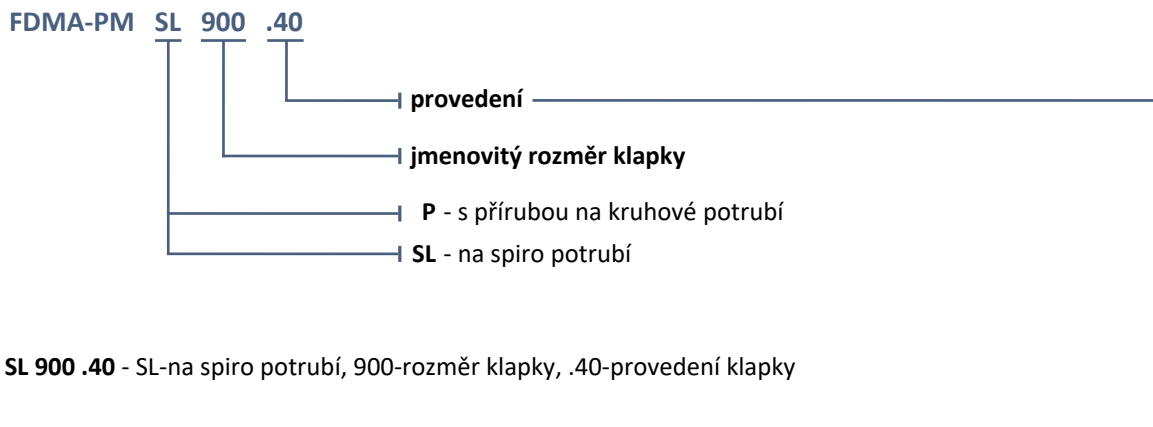 FDMA-PM SL 900 .40
provedení
jmenovitý rozměr klapky
P - s přírubou na kruhové potrubí
SL - na spiro potrubí
SL 900 .40 - SL-na spiro potrubí, 900-rozměr klapky, .40-provedení klapky